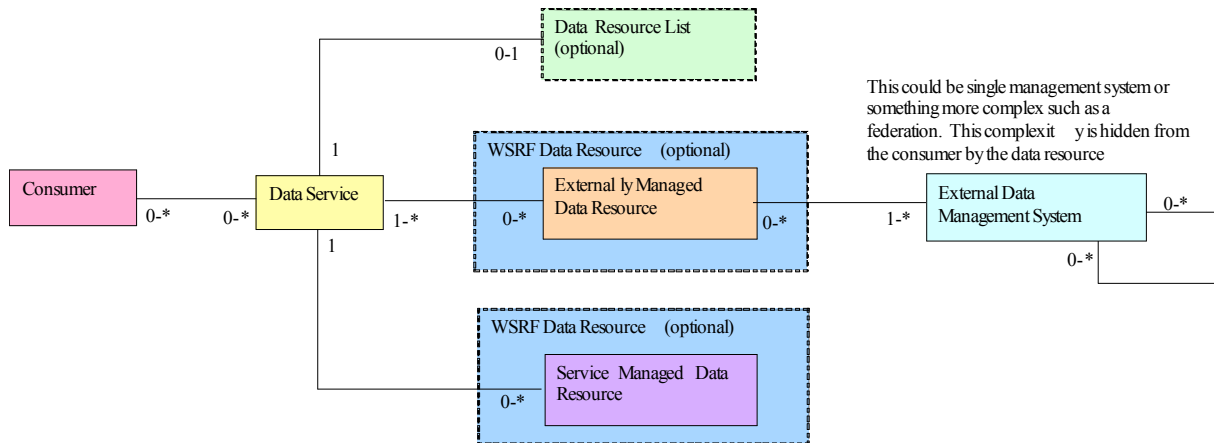 Data Resource List
(optional)
0-1
This could be single management system or
something more complex such as a
federation. This complexit y is hidden from
the consumer by the data resource
1
WSRF Data Resource (optional)
Consumer
Data Service
External ly Managed
Data Resource
External Data
Management System
0-*
0-*
0-*
1-*
0-*
0-*
1-*
1
0-*
WSRF Data Resource (optional)
Service Managed Data
Resource
0-*